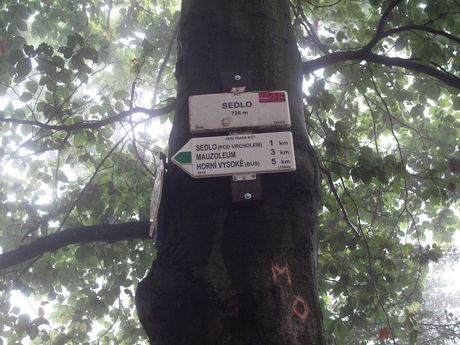 SEDLO
726 m
SEDLO (POD VRCHOLEM) 1 km
MAUZOLEUM 3 km
HORNÍ VYSOKÉ (BUS) 5 km
M
O